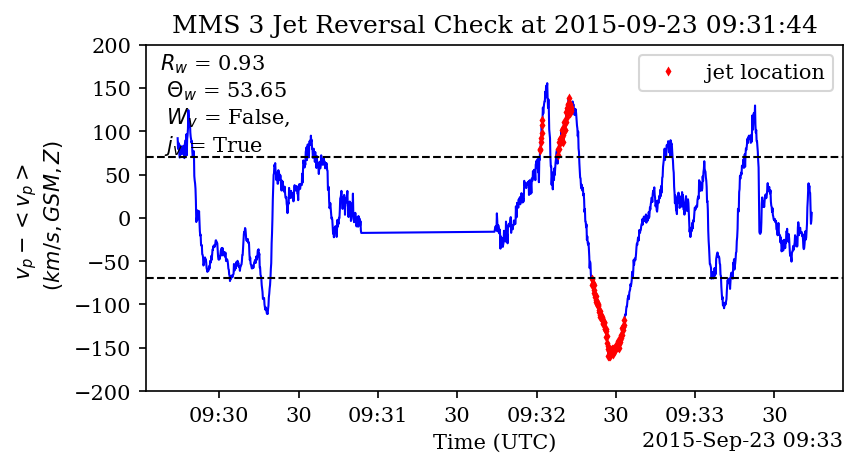 MMS 3 Jet Reversal Check at 2015-09-23 09:31:44
R_w = 0.93
Θ_w = 53.65
W_v = False,
j_v = True
jet location
v_p − < v_p >
(km/s, GSM, Z)
200
150
100
50
0
−50
−100
−150
−200
09:30 30 09:31 30 09:32 30 09:33 30
Time (UTC)
2015-Sep-23 09:33